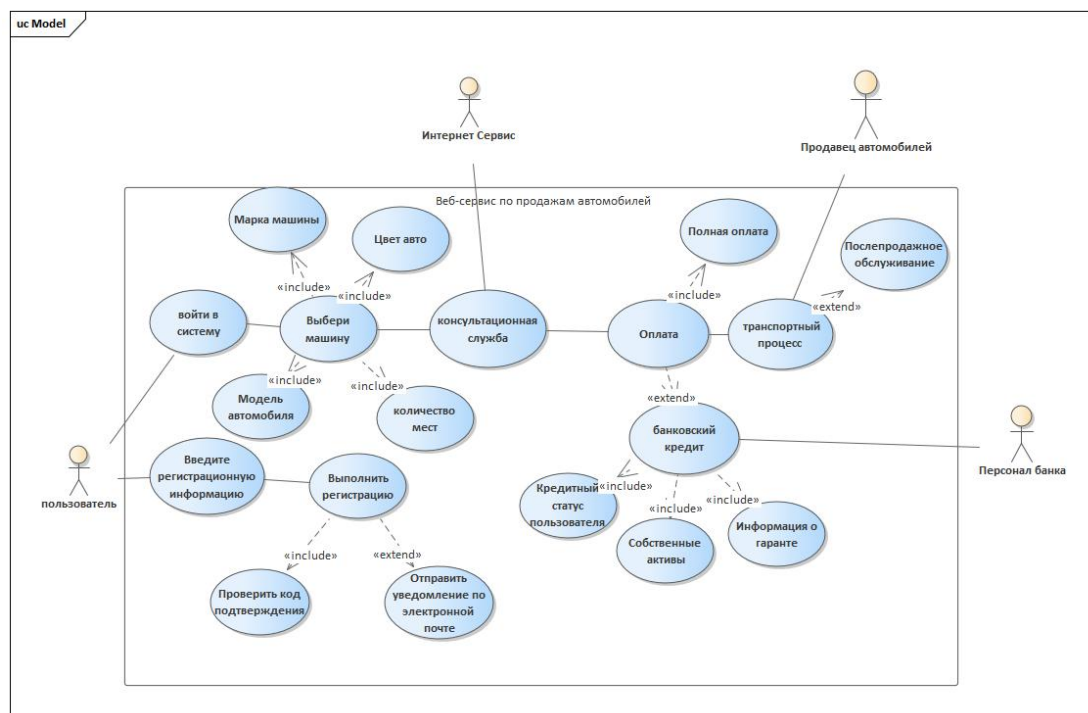 uc Model
Интернет Сервис
Продавец автомобилей
Веб-сервис по продажам автомобилей
Марка машины
Цвет авто
Полная оплата
Послепродажное
обслуживание
«include»
«include»
«include»
«extend»
войти в
систему
Выбери
машину
консультационная
служба
Оплата
транспортный
процесс
«include»
«include»
«extend»
Модель
автомобиля
количество
мест
банковский
кредит
Персонал банка
пользователь
Введите
регистрационную
информацию
Выполнить
регистрацию
Кредитный
статус
пользователя
«include»
«include»
«include»
Собственные
активы
Информация о
гаранте
«include»
«extend»
Проверить код
подтверждения
Отправить
уведомление по
электронной
почте